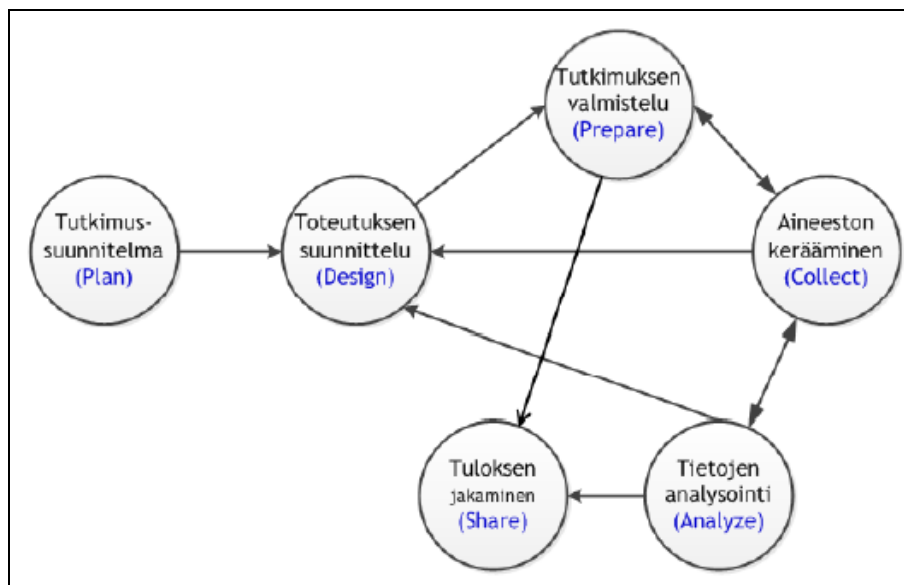 Tutkimuksen
valmistelu
(Prepare)
Tutkimus-
suunnitelma
(Plan)
Toteutuksen
suunnittelu
(Design)
Aineeston
kerääminen
(Collect)
Tuloksen
jakaminen
(Share)
Tietojen
analysointi
(Analyze)